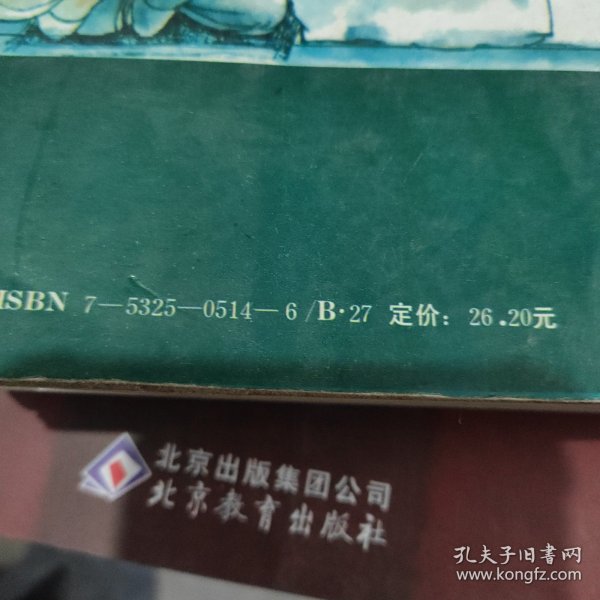 ISBN 7—5325—0514—6/B·27 定价：26.20元
北京出版集团公司
北京教育出版社
孔夫子旧书网
www.kongfz.com